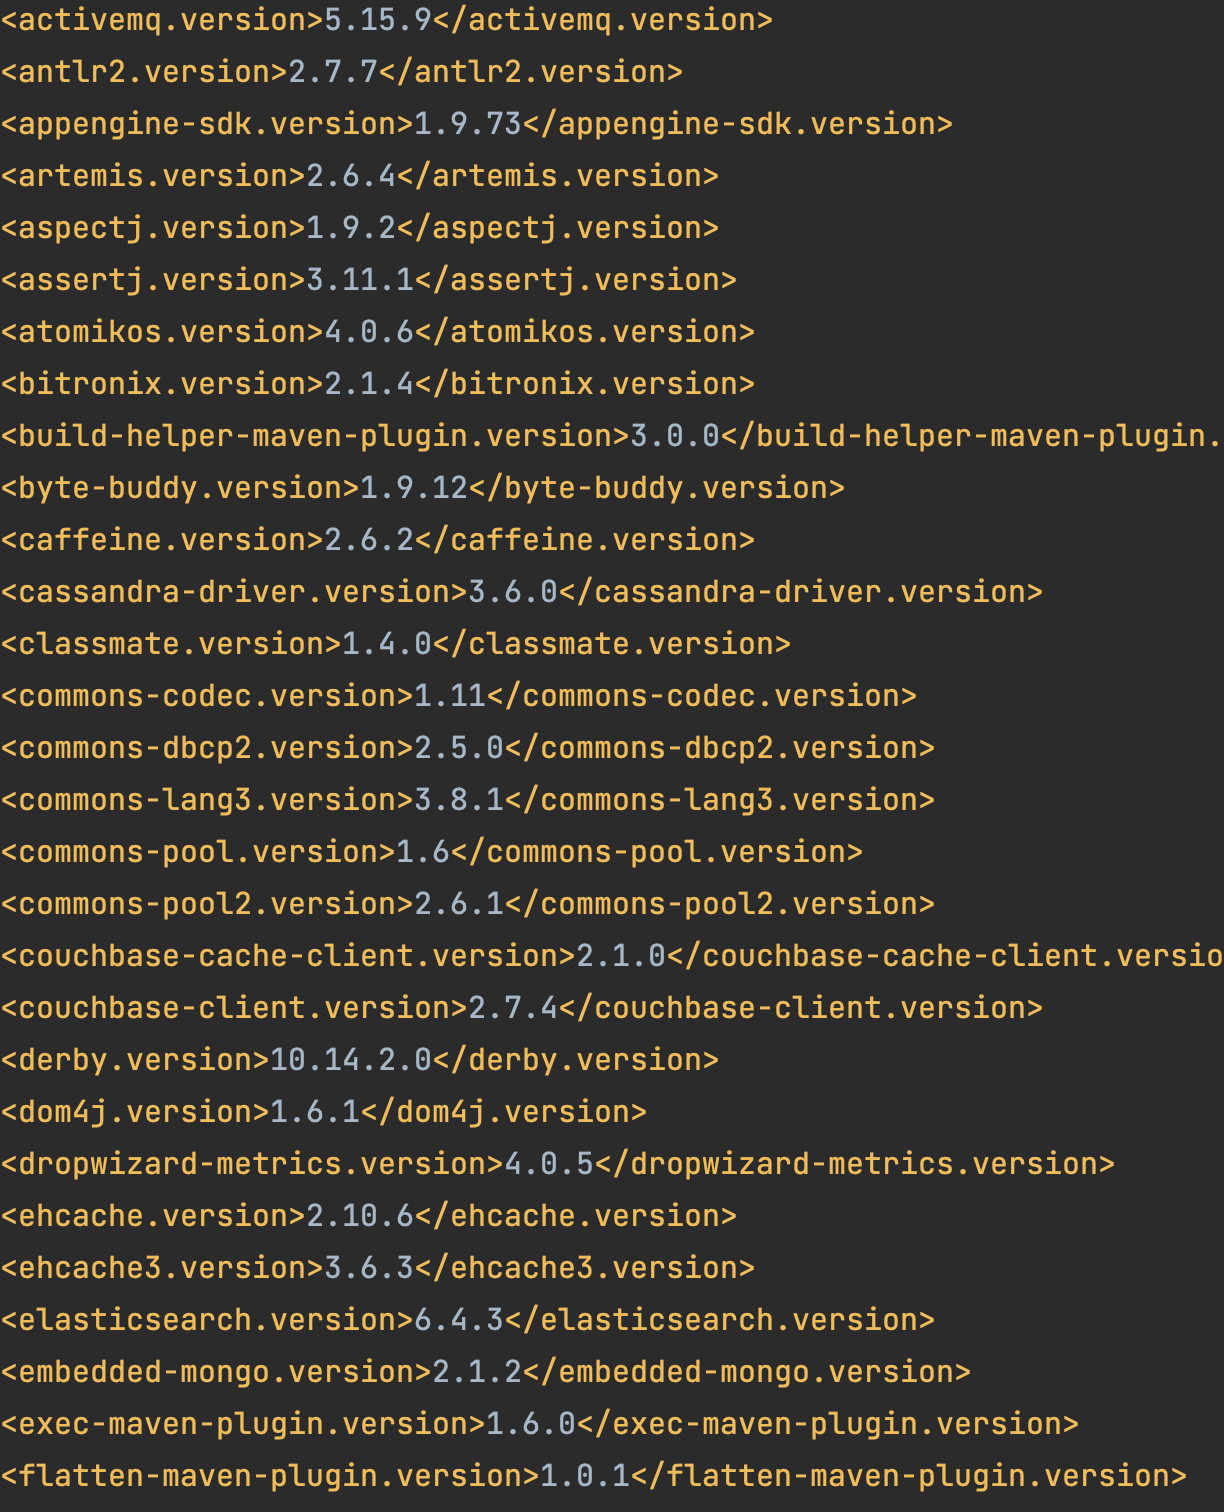 <activemq.version>5.15.9</activemq.version>
<antlr2.version>2.7.7</antlr2.version>
<appengine-sdk.version>1.9.73</appengine-sdk.version>
<artemis.version>2.6.4</artemis.version>
<aspectj.version>1.9.2</aspectj.version>
<assertj.version>3.11.1</assertj.version>
<atomikos.version>4.0.6</atomikos.version>
<bitronix.version>2.1.4</bitronix.version>
<build-helper-maven-plugin.version>3.0.0</build-helper-maven-plugin.
<byte-buddy.version>1.9.12</byte-buddy.version>
<caffeine.version>2.6.2</caffeine.version>
<cassandra-driver.version>3.6.0</cassandra-driver.version>
<classmate.version>1.4.0</classmate.version>
<commons-codec.version>1.11</commons-codec.version>
<commons-dbcp2.version>2.5.0</commons-dbcp2.version>
<commons-lang3.version>3.8.1</commons-lang3.version>
<commons-pool.version>1.6</commons-pool.version>
<commons-pool2.version>2.6.1</commons-pool2.version>
<couchbase-cache-client.version>2.1.0</couchbase-cache-client.versio
<couchbase-client.version>2.7.4</couchbase-client.version>
<derby.version>10.14.2.0</derby.version>
<dom4j.version>1.6.1</dom4j.version>
<dropwizard-metrics.version>4.0.5</dropwizard-metrics.version>
<ehcache.version>2.10.6</ehcache.version>
<ehcache3.version>3.6.3</ehcache3.version>
<elasticsearch.version>6.4.3</elasticsearch.version>
<embedded-mongo.version>2.1.2</embedded-mongo.version>
<exec-maven-plugin.version>1.6.0</exec-maven-plugin.version>
<flatten-maven-plugin.version>1.0.1</flatten-maven-plugin.version>